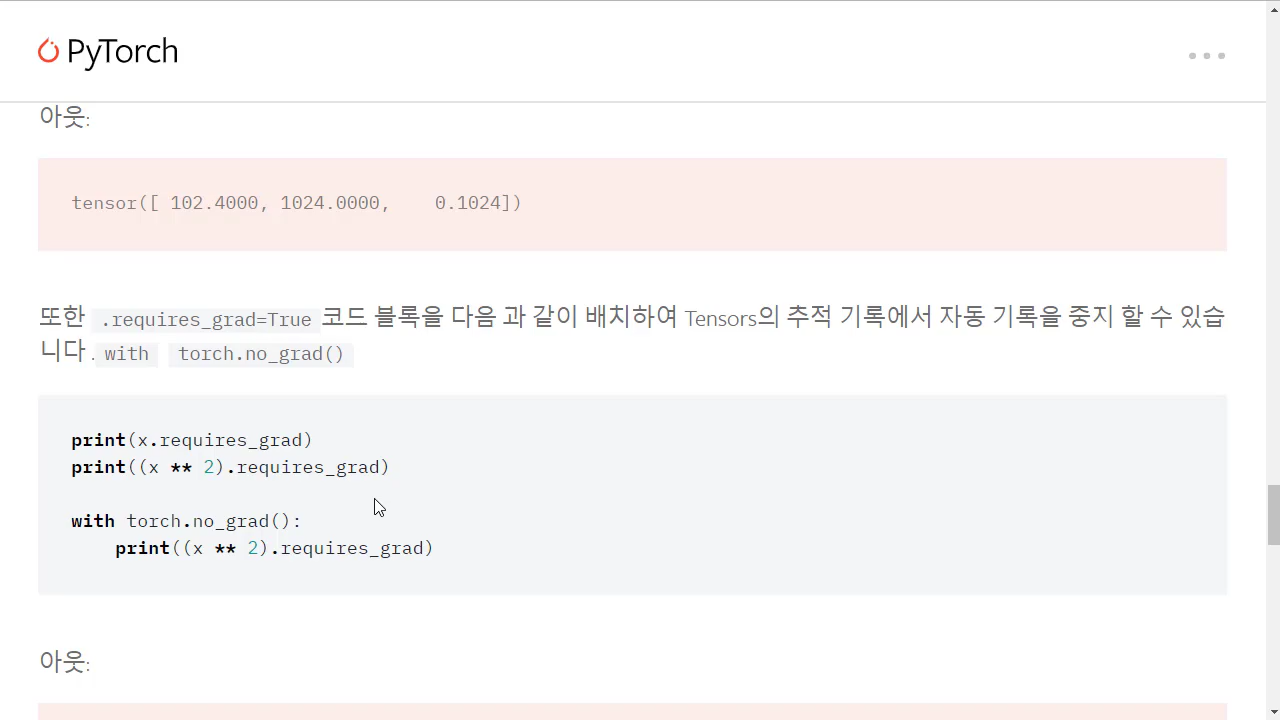 PyTorch
아웃:
tensor([ 102.4000, 1024.0000,    0.1024])
또한 .requires_grad=True 코드 블록을 다음 과 같이 배치하여 Tensors의 추적 기록에서 자동 기록을 중지 할 수 있습
니다 . with torch.no_grad()
print(x.requires_grad)
print((x ** 2).requires_grad)
with torch.no_grad():
    print((x ** 2).requires_grad)
아웃: